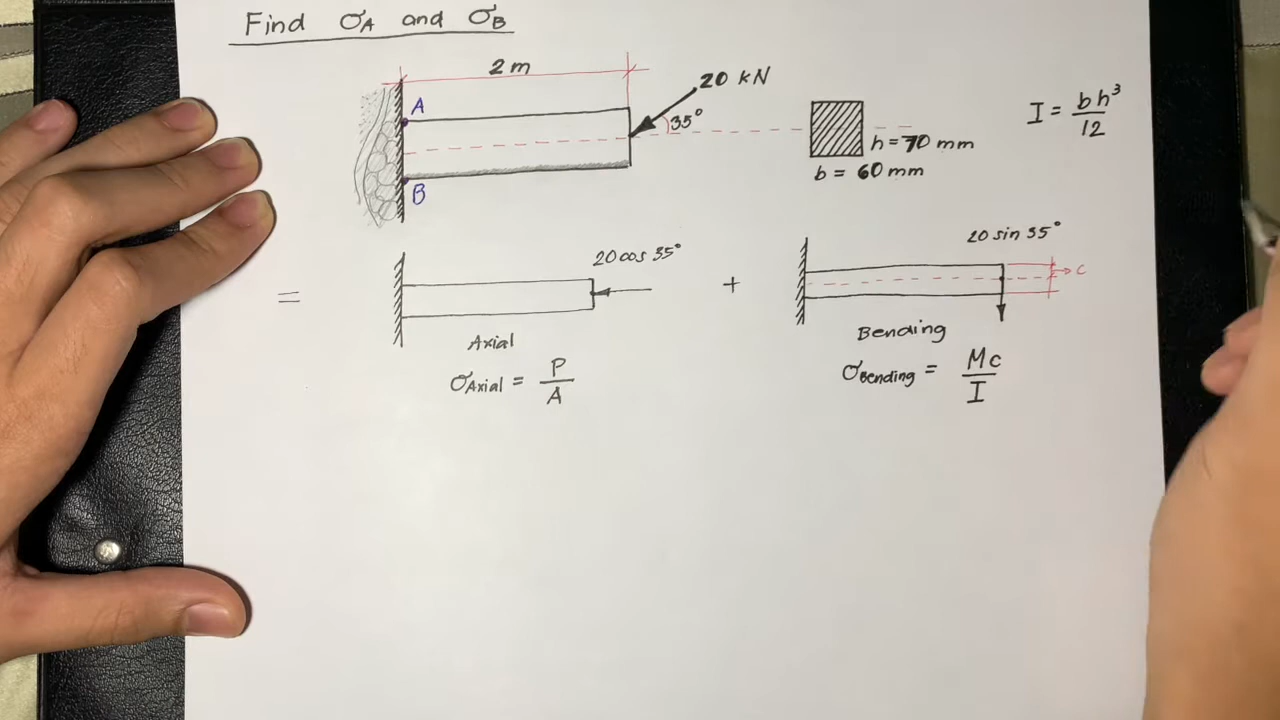 Find σA and σB
2 m
20 kN
35°
A
B
h = 70 mm
b = 60 mm
I = bh³/12
=
20 cos 35°
Axial
σAxial = P/A
+
20 sin 35°
c
Bending
σBending = Mc/I